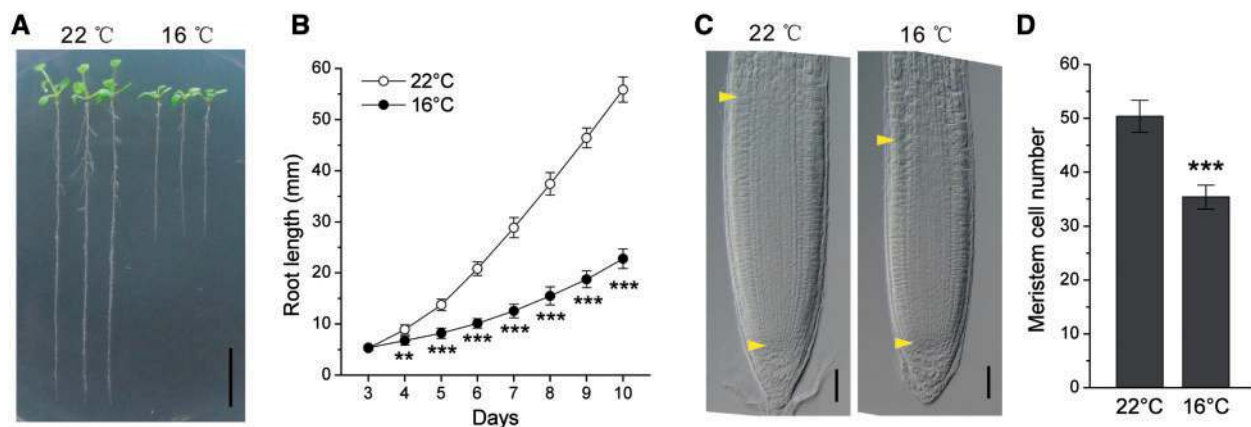 A
22 ℃ 16 ℃
B
60
50
40
30
20
10
0
Root length (mm)
22°C
16°C
**
***
***
***
***
***
***
3 4 5 6 7 8 9 10
Days
C
22 ℃ 16 ℃
D
60
50
40
30
20
10
0
Meristem cell number
***
22°C 16°C